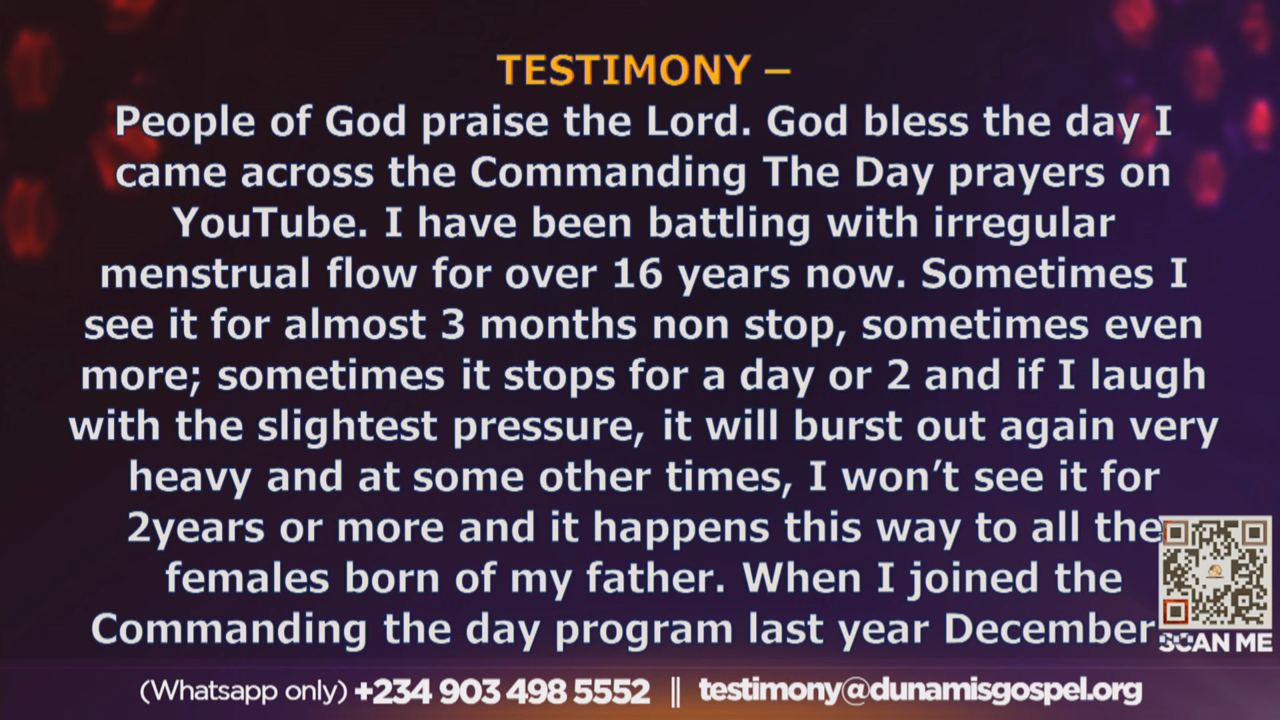 TESTIMONY –
People of God praise the Lord. God bless the day I
came across the Commanding The Day prayers on
YouTube. I have been battling with irregular
menstrual flow for over 16 years now. Sometimes I
see it for almost 3 months non stop, sometimes even
more; sometimes it stops for a day or 2 and if I laugh
with the slightest pressure, it will burst out again very
heavy and at some other times, I won’t see it for
2years or more and it happens this way to all the
females born of my father. When I joined the
Commanding the day program last year December
SCAN ME
(Whatsapp only) +234 903 498 5552 || testimony@dunamisgospel.org